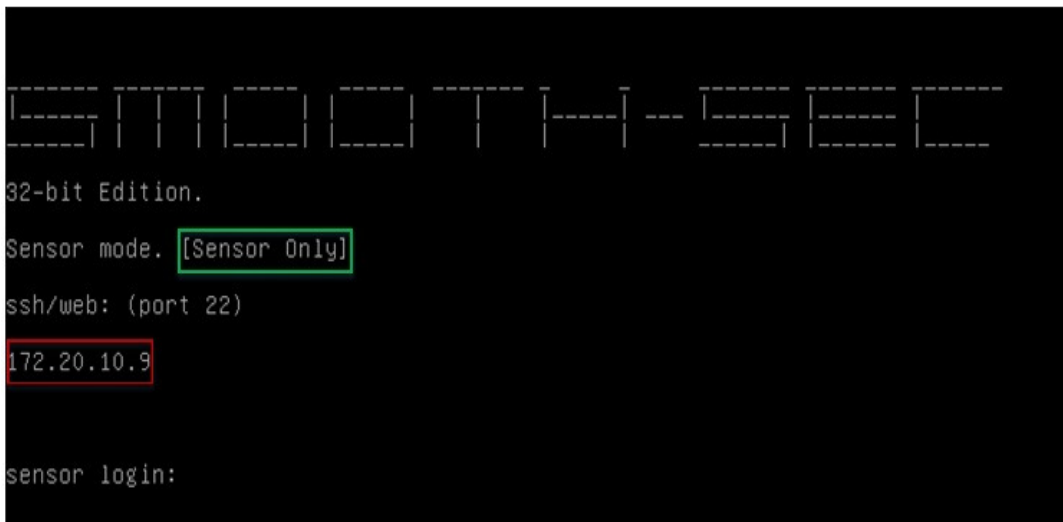 SMOOTH-SEC
32-bit Edition.
Sensor mode. [Sensor Only]
ssh/web: (port 22)
172.20.10.9
sensor login: